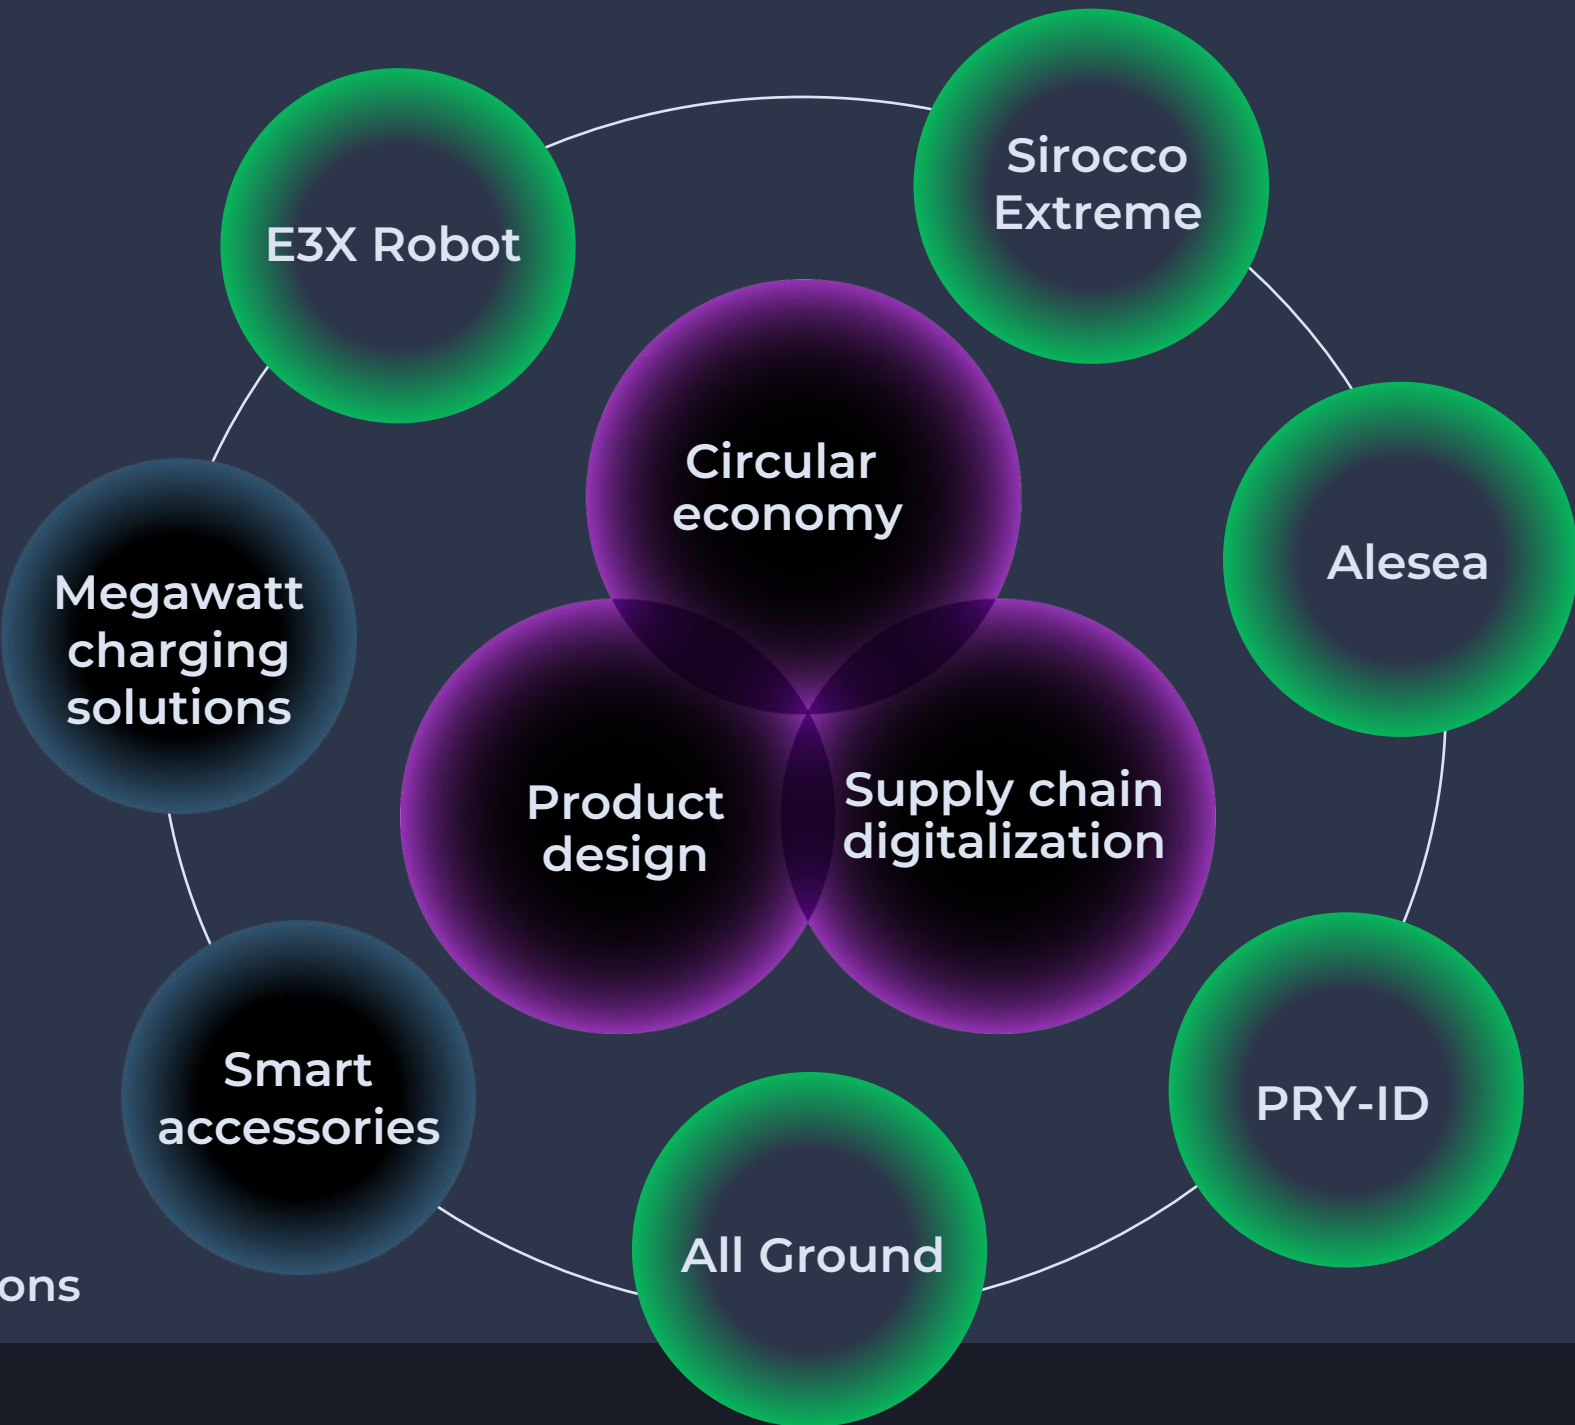 Sirocco
Extreme
E3X Robot
Circular
economy
Alesea
Megawatt
charging
solutions
Product
design
Supply chain
digitalization
Smart
accessories
PRY-ID
All Ground
ons